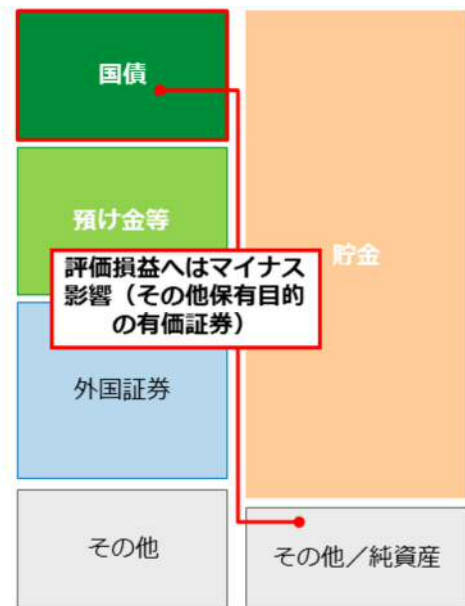 国債
預け金等
評価損益へはマイナス
影響（その他保有目的
の有価証券）
貯金
外国証券
その他
その他／純資産